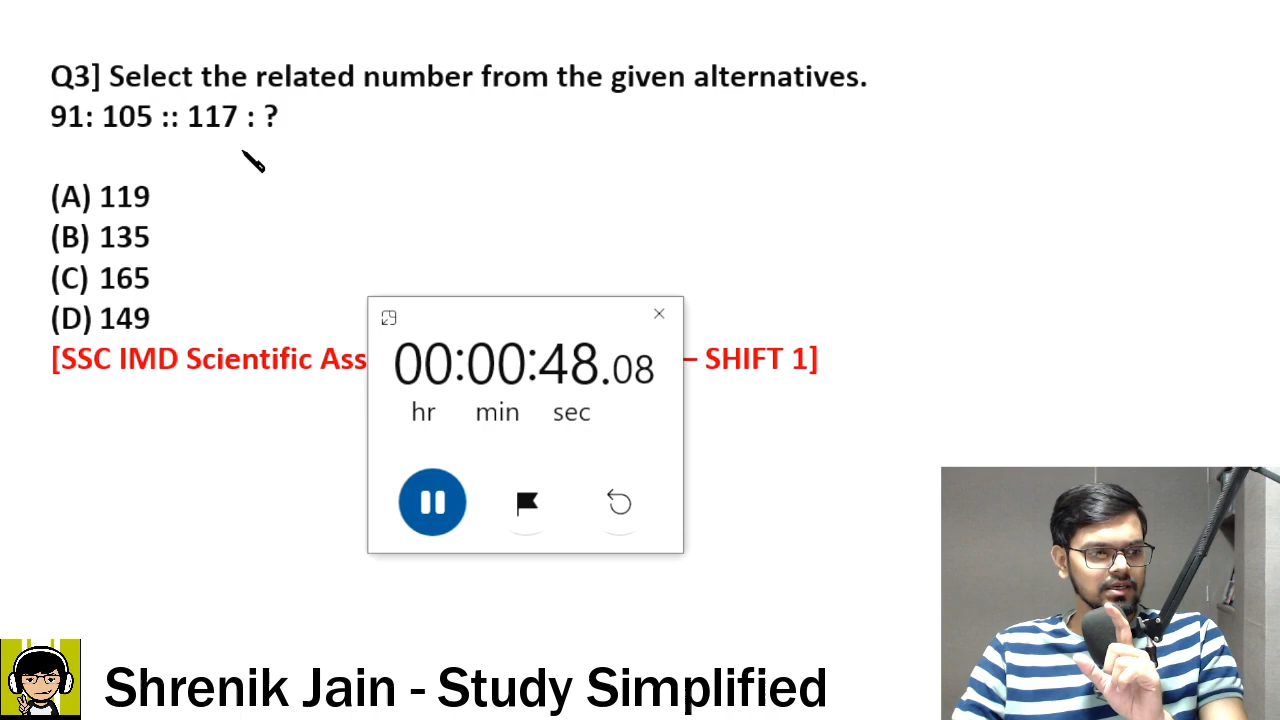 Q3] Select the related number from the given alternatives.
91: 105 :: 117 : ?
(A) 119
(B) 135
(C) 165
(D) 149
[SSC IMD Scientific Ass – SHIFT 1]
00:00:48.08
hr min sec
Shrenik Jain - Study Simplified